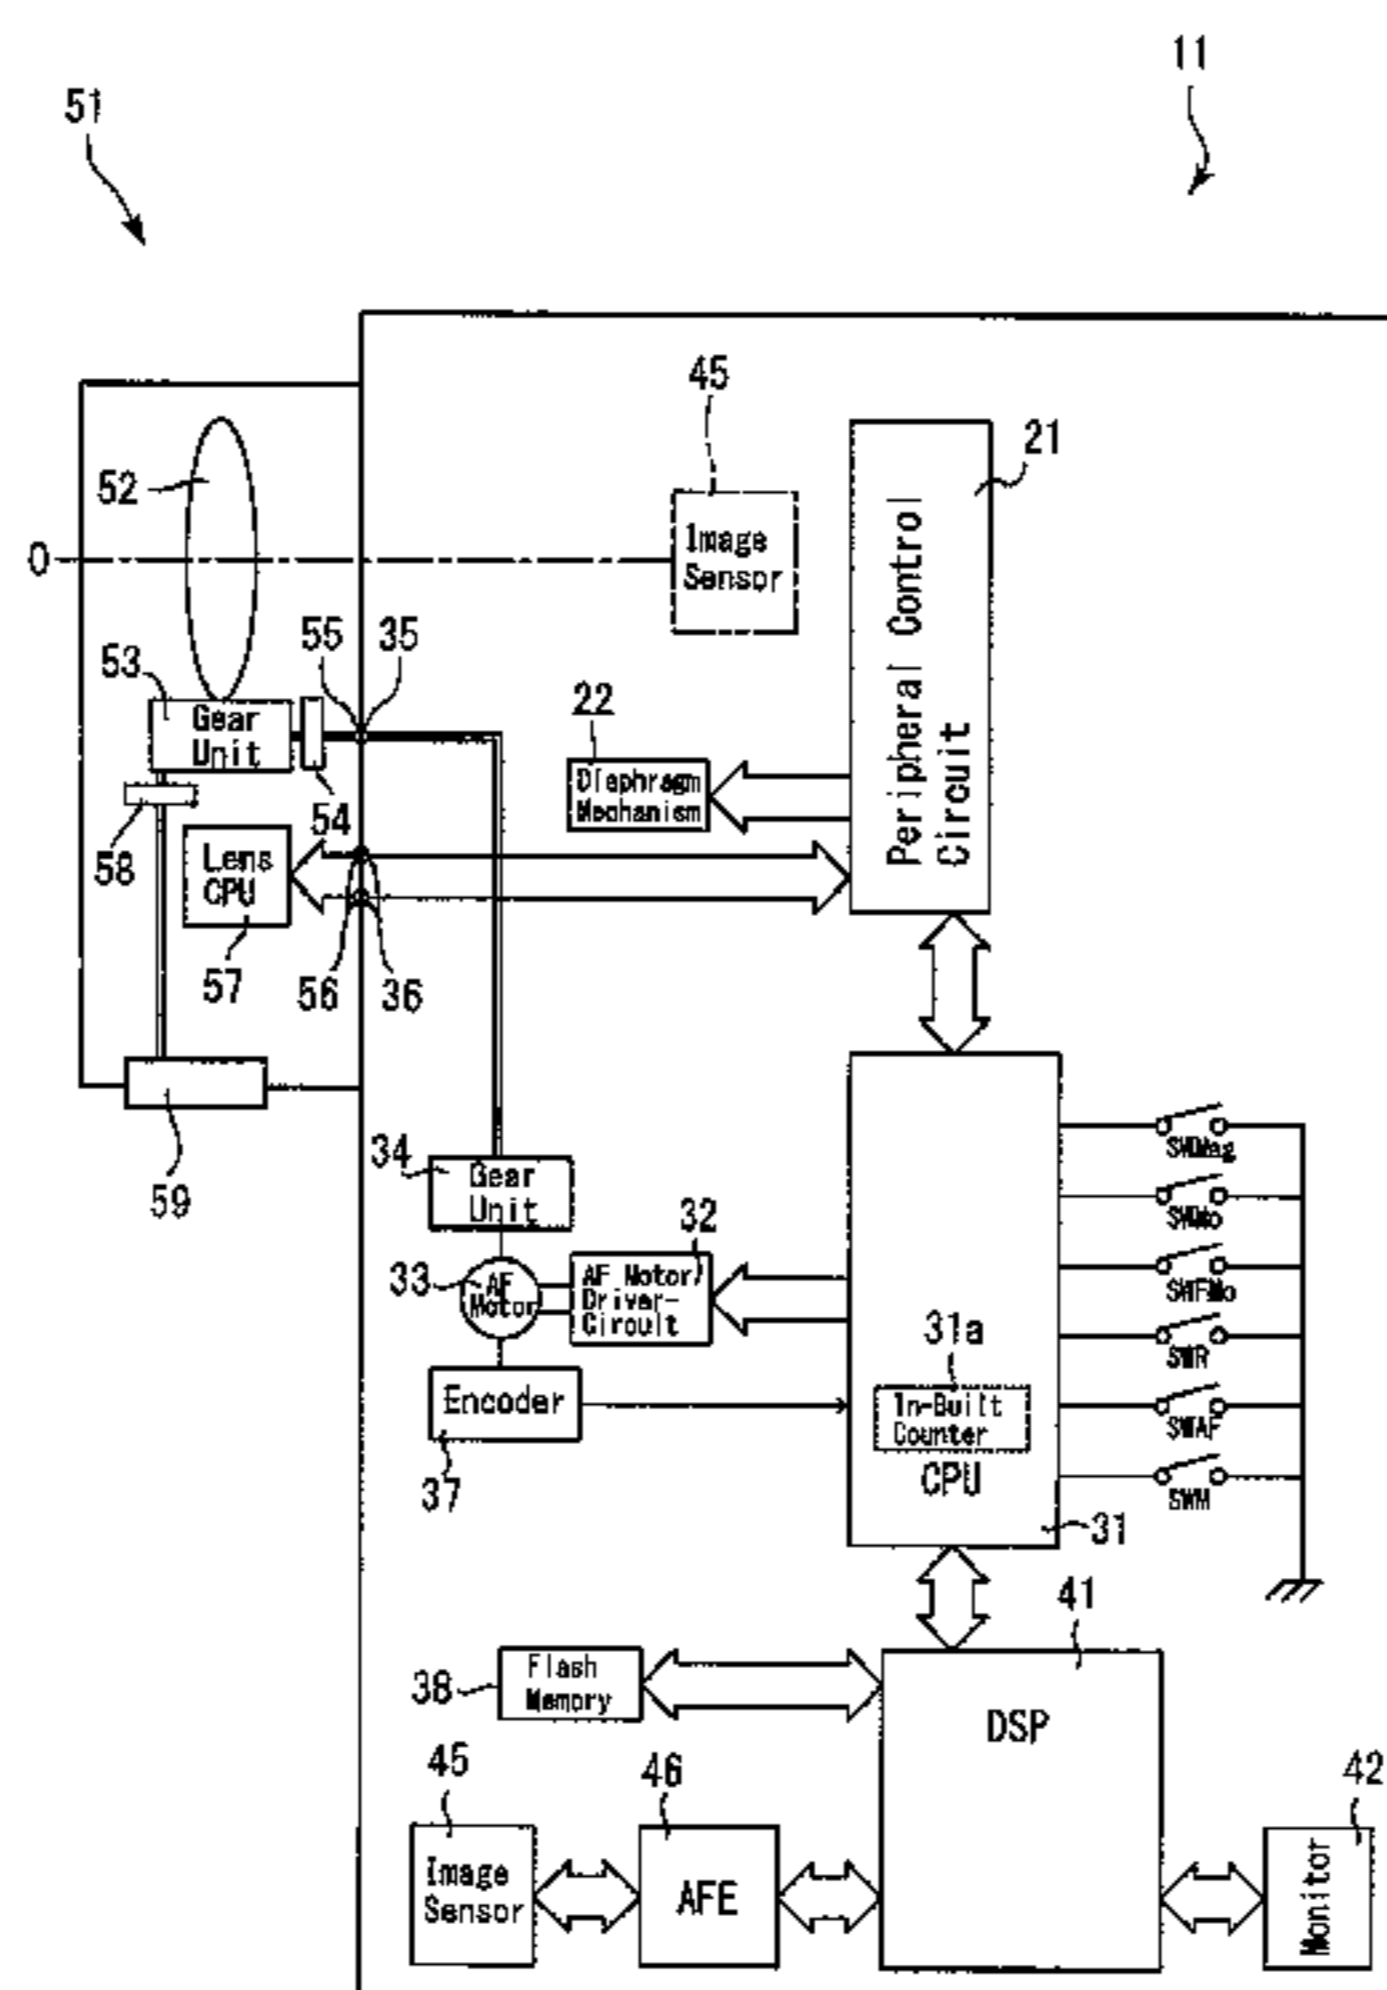 11
51
45
21
52
Image
Sensor
O
Peripheral Control
Circuit
55
35
53
22
Gear
Unit
Diaphragm
Mechanism
54
58
Lens
CPU
57
56
36
34
Gear
Unit
SWMag
59
32
SWMo
33
AF
Motor
AF Motor
Driver-
Circuit
SWFMo
31a
SWR
Encoder
In-Built
Counter
SWAF
37
CPU
SWM
31
41
38
Flash
Memory
DSP
45
46
42
Image
Sensor
AFE
Monitor